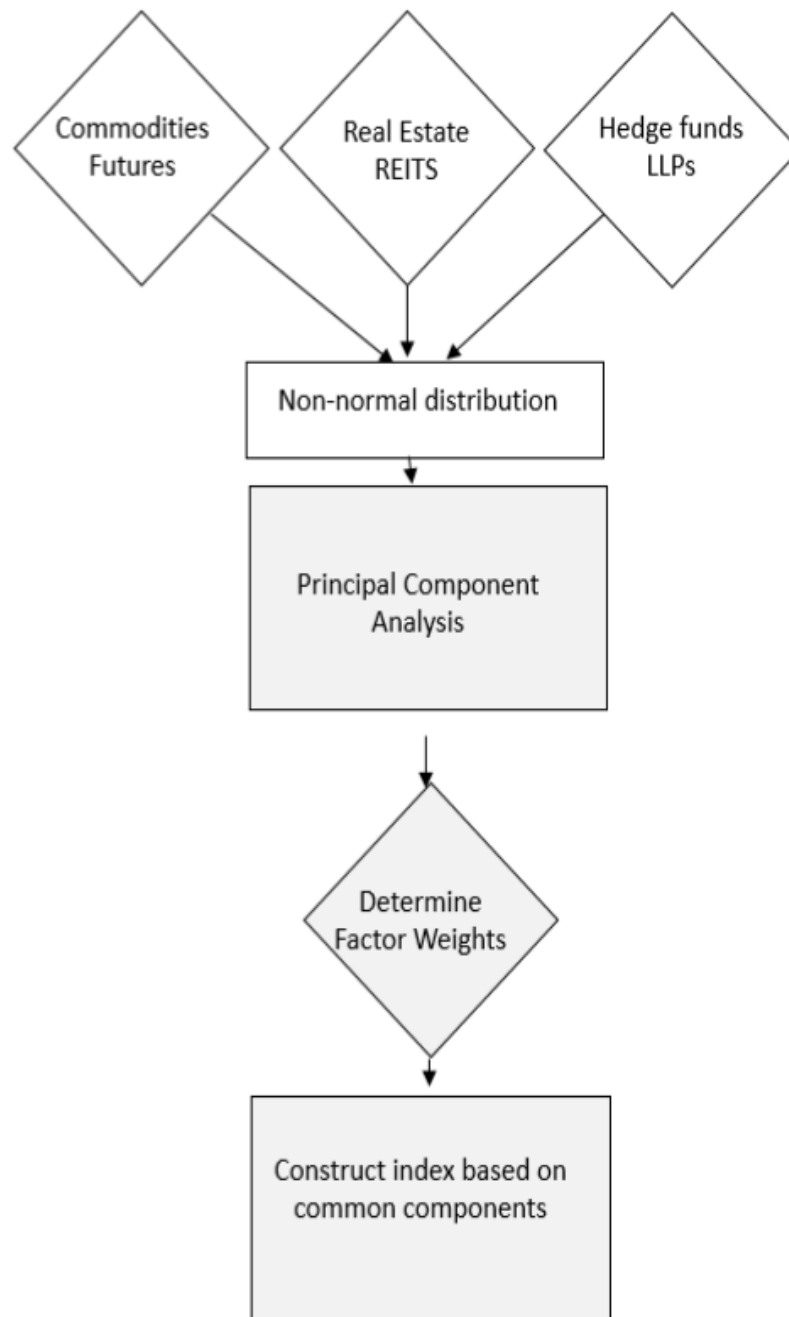 Commodities
Futures
Real Estate
REITS
Hedge funds
LLPs
Non-normal distribution
Principal Component
Analysis
Determine
Factor Weights
Construct index based on
common components